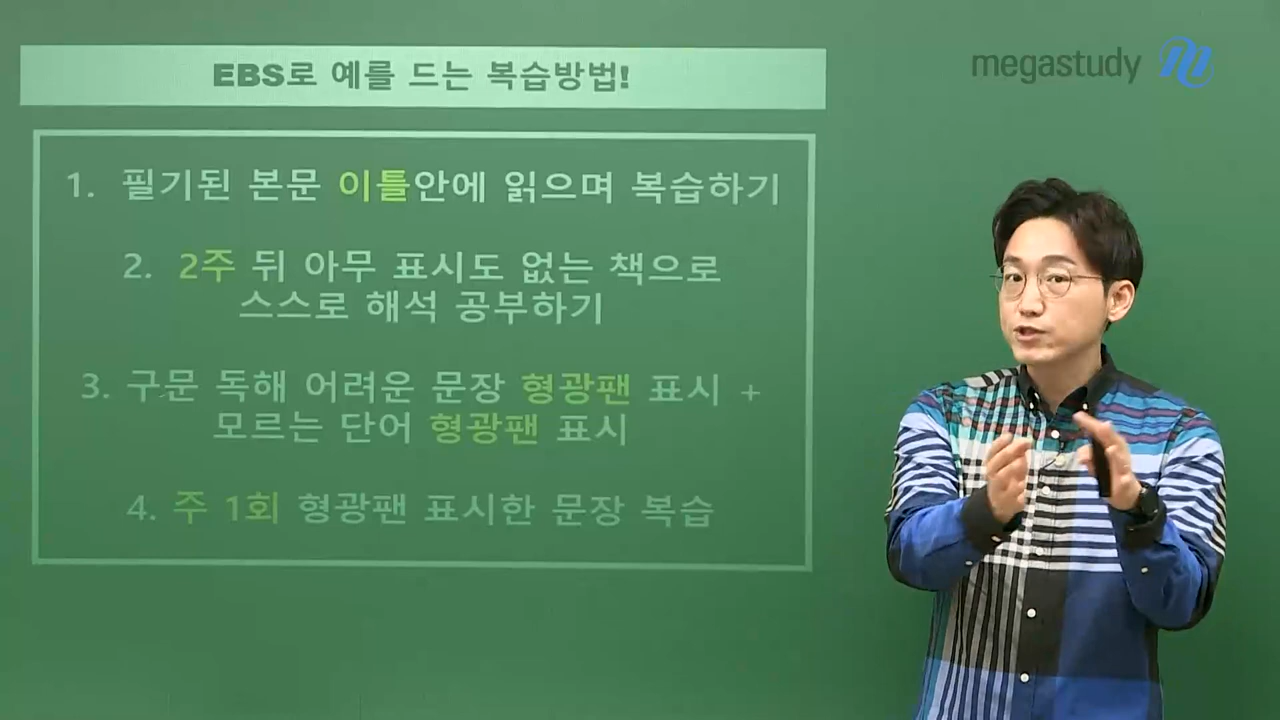 EBS로 예를 드는 복습방법!
megastudy
1. 필기된 본문 이틀안에 읽으며 복습하기
2. 2주 뒤 아무 표시도 없는 책으로
스스로 해석 공부하기
3. 구문 독해 어려운 문장 형광팬 표시 +
모르는 단어 형광팬 표시
4. 주 1회 형광팬 표시한 문장 복습